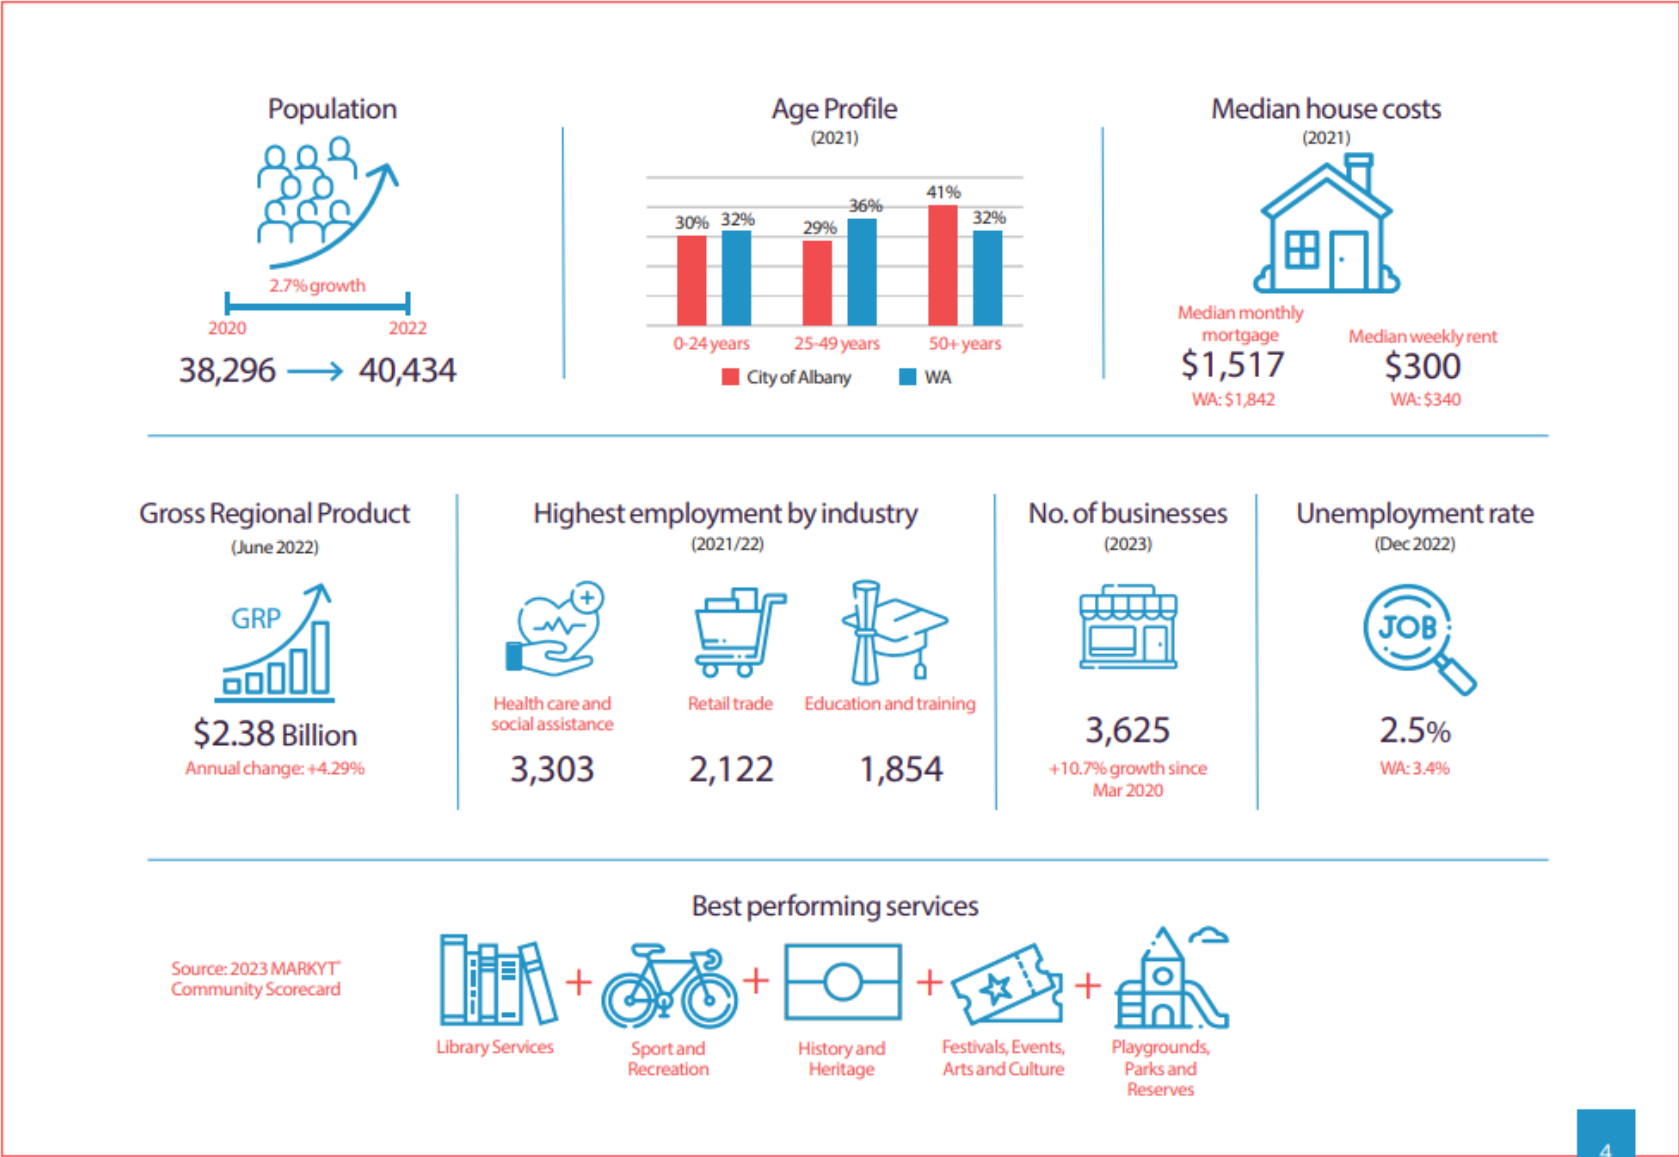 Population
2.7% growth
2020
2022
38,296
40,434
Age Profile
(2021)
30%
32%
29%
36%
41%
32%
0-24 years
25-49 years
50+ years
City of Albany
WA
Median house costs
(2021)
Median monthly
mortgage
$1,517
WA: $1,842
Median weekly rent
$300
WA: $340
Gross Regional Product
(June 2022)
GRP
$2.38 Billion
Annual change: +4.29%
Highest employment by industry
(2021/22)
Health care and
social assistance
3,303
Retail trade
2,122
Education and training
1,854
No. of businesses
(2023)
3,625
+10.7% growth since
Mar 2020
Unemployment rate
(Dec 2022)
JOB
2.5%
WA: 3.4%
Best performing services
Source: 2023 MARKYT®
Community Scorecard
Library Services
+
Sport and
Recreation
+
History and
Heritage
+
Festivals, Events,
Arts and Culture
+
Playgrounds,
Parks and
Reserves
4